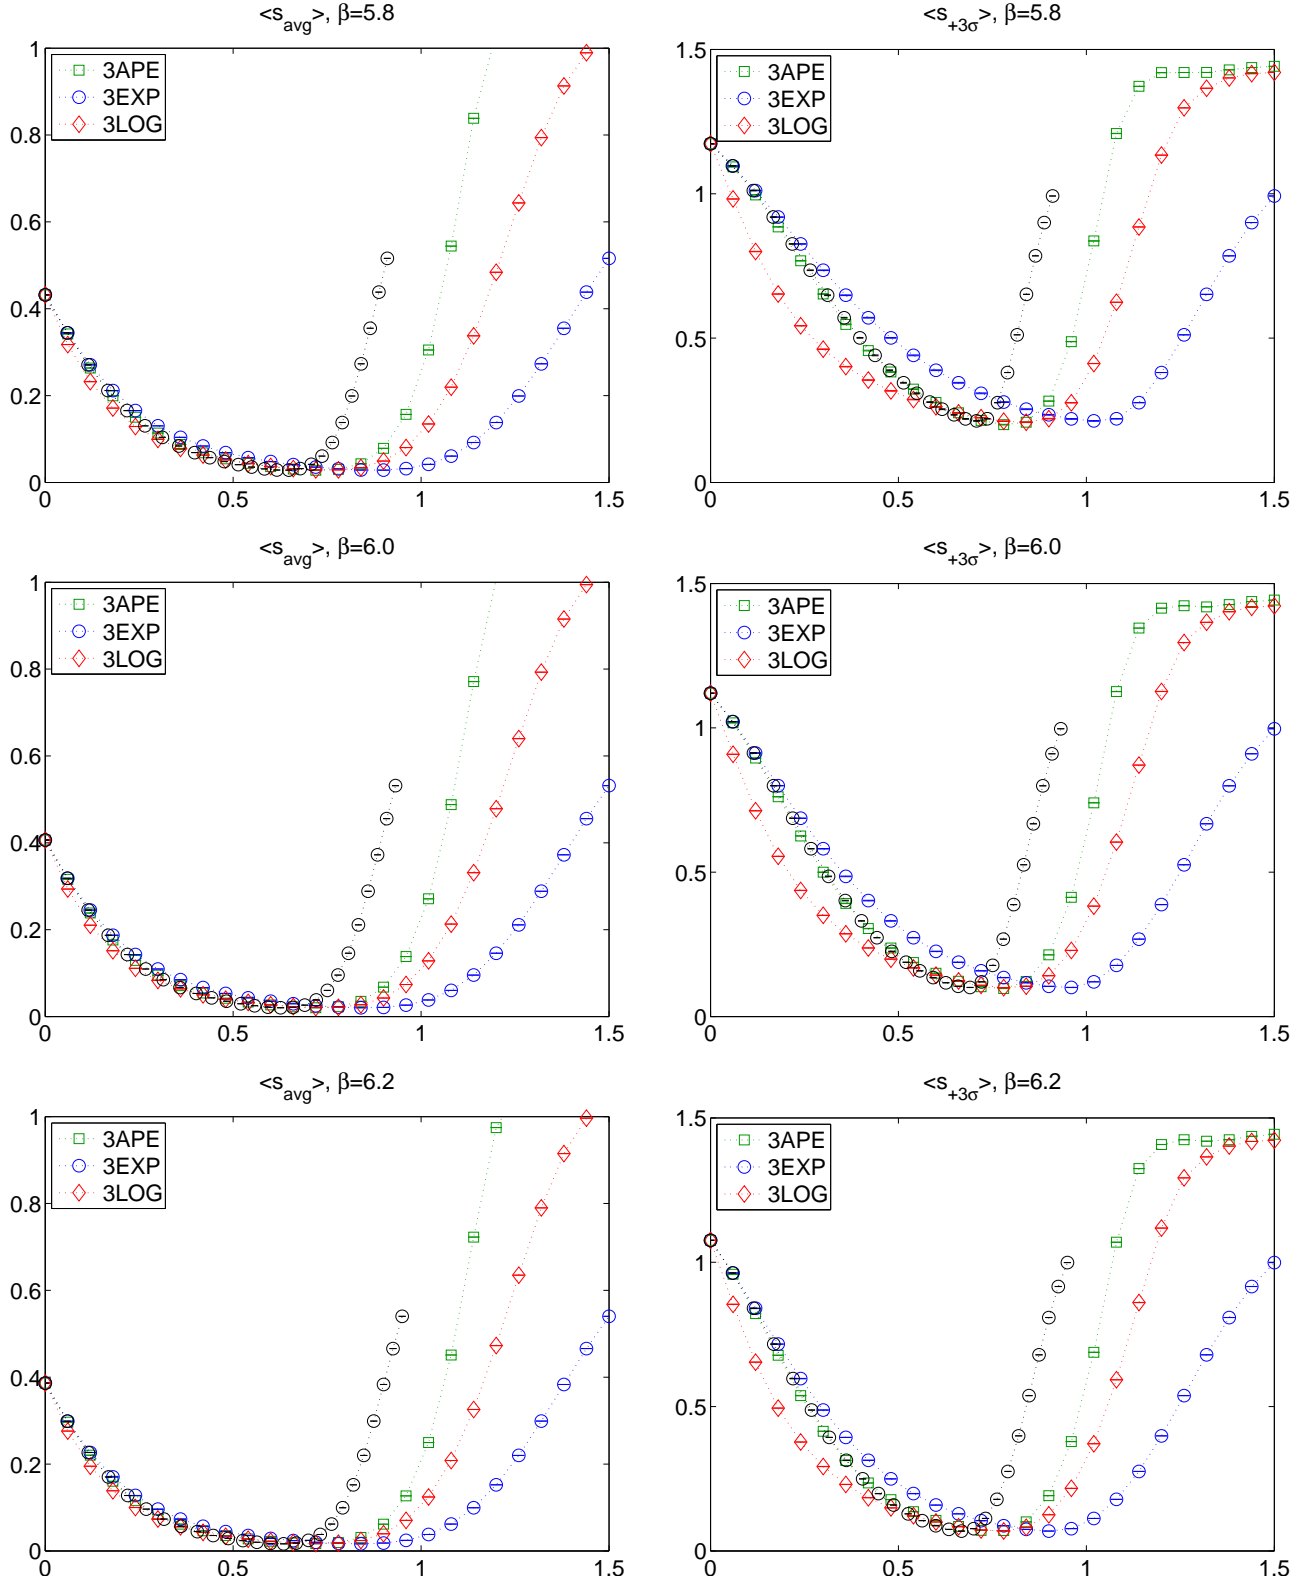 <s_avg>, β=5.8
1
0.8
0.6
0.4
0.2
0
0 0.5 1 1.5
3APE
3EXP
3LOG
<s_+3σ>, β=5.8
1.5
1
0.5
0
0 0.5 1 1.5
3APE
3EXP
3LOG
<s_avg>, β=6.0
1
0.8
0.6
0.4
0.2
0
0 0.5 1 1.5
3APE
3EXP
3LOG
<s_+3σ>, β=6.0
1.5
1
0.5
0
0 0.5 1 1.5
3APE
3EXP
3LOG
<s_avg>, β=6.2
1
0.8
0.6
0.4
0.2
0
0 0.5 1 1.5
3APE
3EXP
3LOG
<s_+3σ>, β=6.2
1.5
1
0.5
0
0 0.5 1 1.5
3APE
3EXP
3LOG